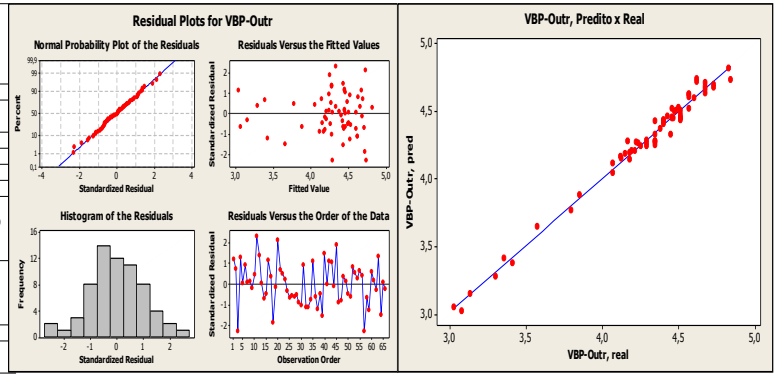 Residual Plots for VBP-Outr
Normal Probability Plot of the Residuals
Percent
99,9
99
90
50
10
1
0,1
-4 -2 0 2 4
Standardized Residual
Residuals Versus the Fitted Values
Standardized Residual
2
1
0
-1
-2
3,0 3,5 4,0 4,5 5,0
Fitted Value
Histogram of the Residuals
Frequency
16
12
8
4
0
-2 -1 0 1 2
Standardized Residual
Residuals Versus the Order of the Data
Standardized Residual
2
1
0
-1
-2
1 5 10 15 20 25 30 35 40 45 50 55 60 65
Observation Order
VBP-Outr, Predito x Real
VBP-Outr, pred
5,0
4,5
4,0
3,5
3,0
3,0 3,5 4,0 4,5 5,0
VBP-Outr, real